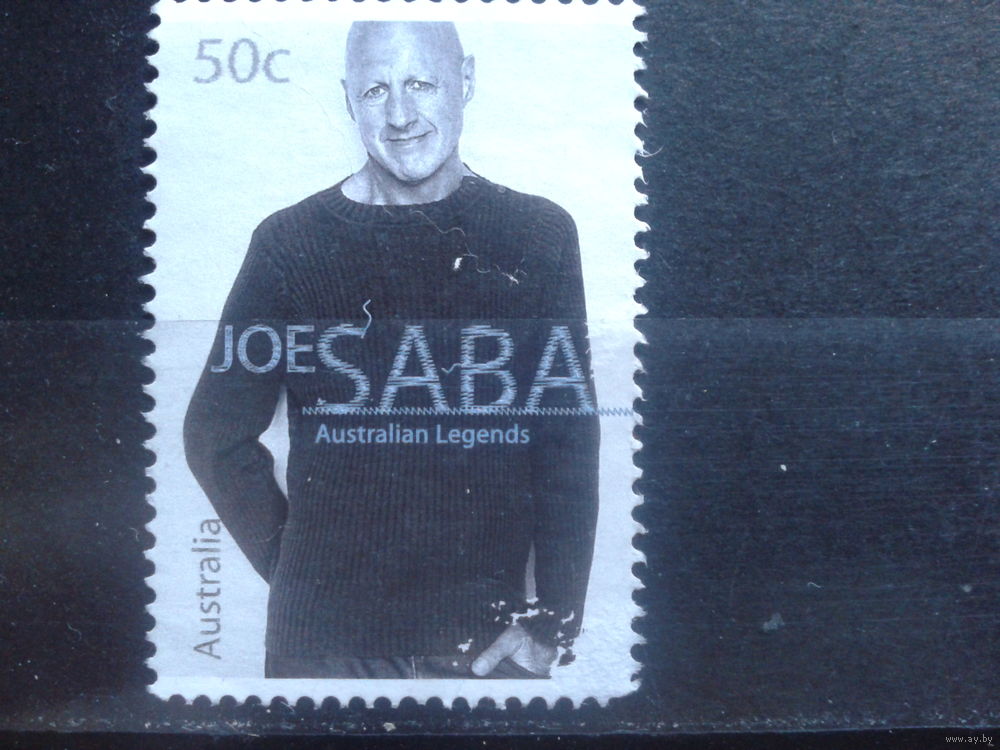 50c
JOE SABA
Australian Legends
Australia
www.ay.by